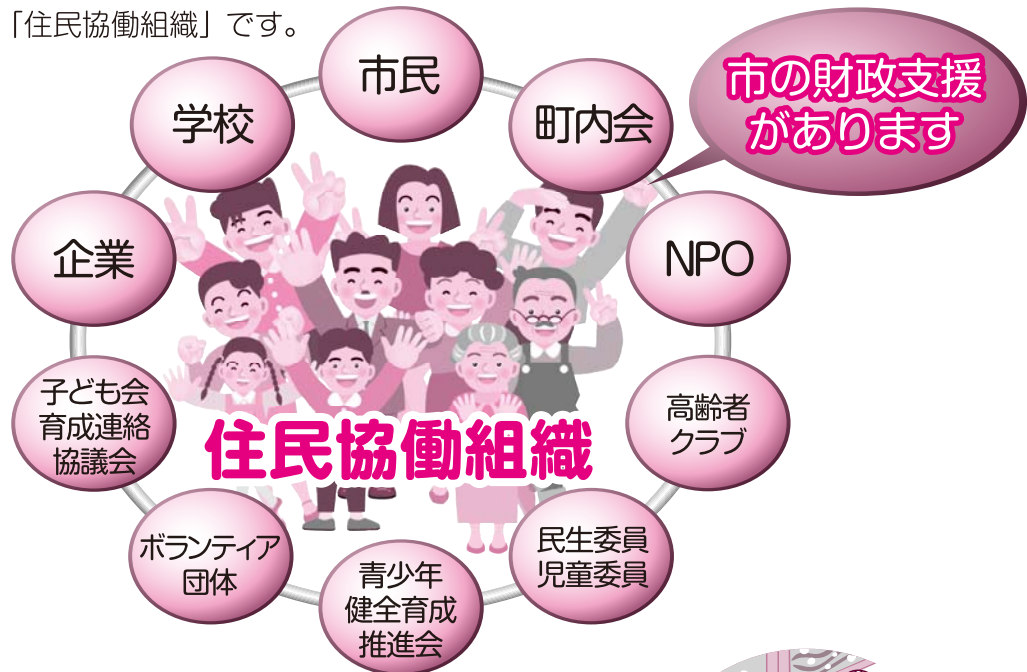 「住民協働組織」です。
市民
町内会
NPO
高齢者
クラブ
民生委員
児童委員
青少年
健全育成
推進会
ボランティア
団体
子ども会
育成連絡
協議会
企業
学校
市の財政支援
があります
住民協働組織